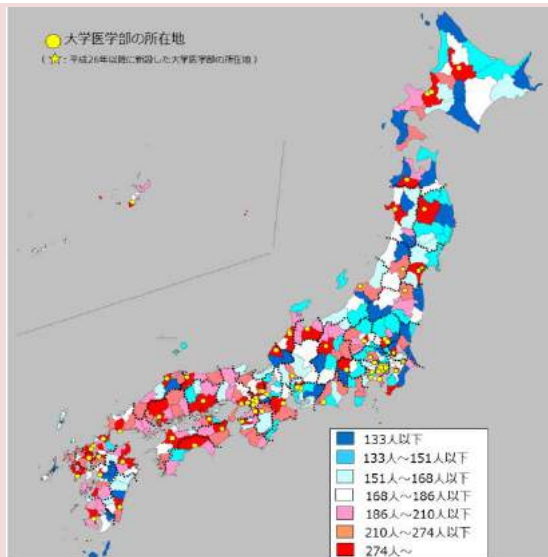 大学医学部の所在地
(☆:平成26年以降に新設した大学医学部の所在地)
133人以下
133人~151人以下
151人~168人以下
168人~186人以下
186人~210人以下
210人~274人以下
274人~